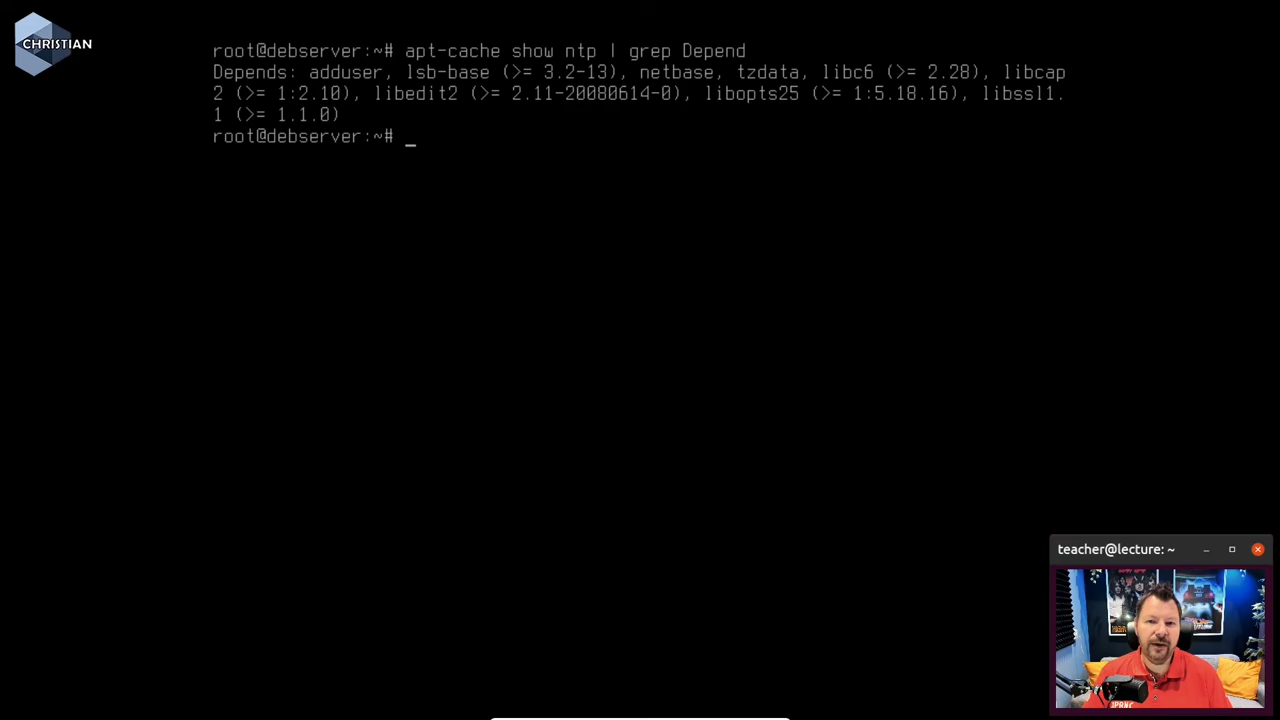 CHRISTIAN
root@debserver:~# apt-cache show ntp | grep Depend
Depends: adduser, lsb-base (>= 3.2-13), netbase, tzdata, libc6 (>= 2.28), libcap
2 (>= 1:2.10), libedit2 (>= 2.11-20080614-0), libopts25 (>= 1:5.18.16), libssl1.
1 (>= 1.1.0)
root@debserver:~# _
teacher@lecture: ~